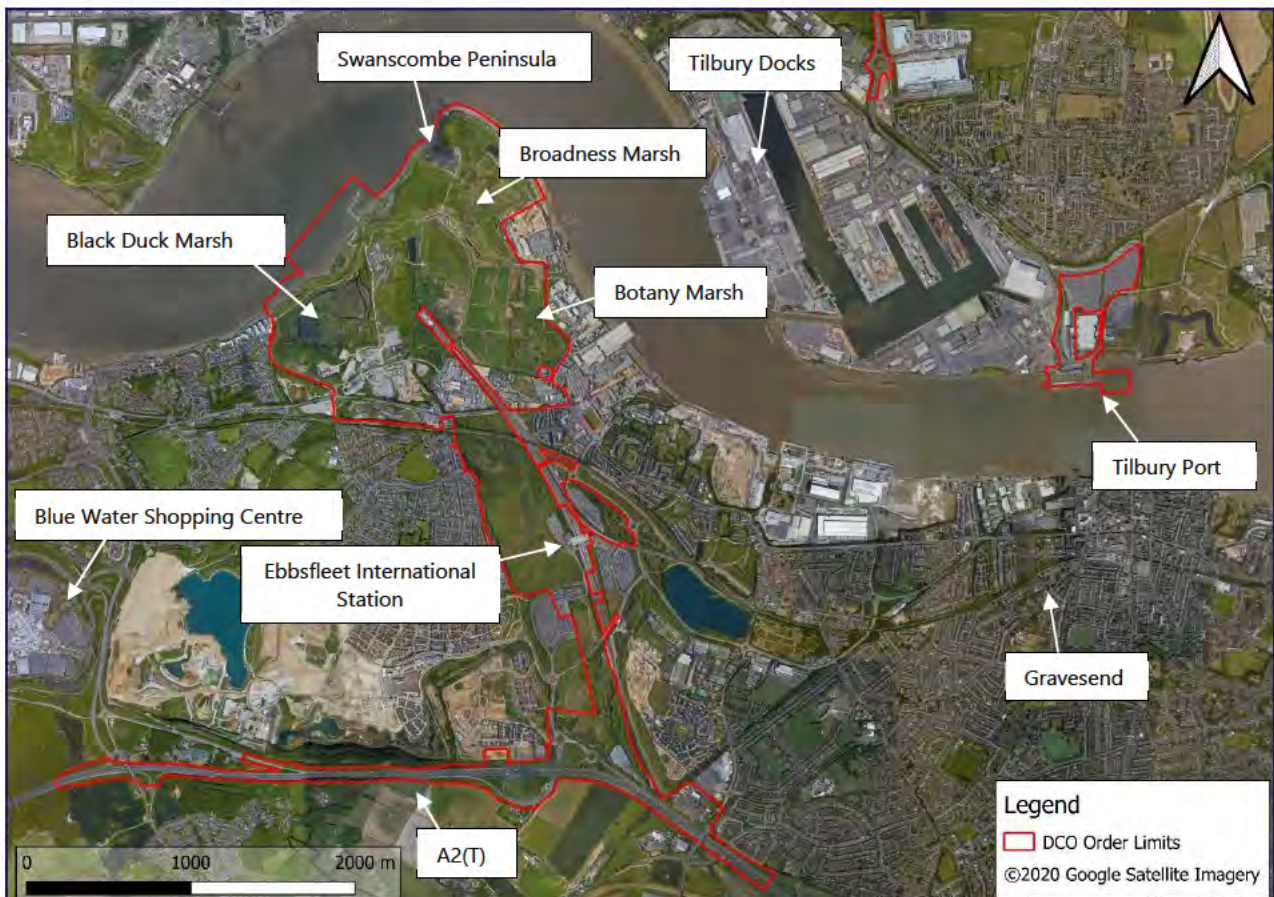 Swanscombe Peninsula
Tilbury Docks
Broadness Marsh
Black Duck Marsh
Botany Marsh
Tilbury Port
Blue Water Shopping Centre
Ebbsfleet International
Station
Gravesend
A2(T)
0 1000 2000 m
Legend
DCO Order Limits
©2020 Google Satellite Imagery